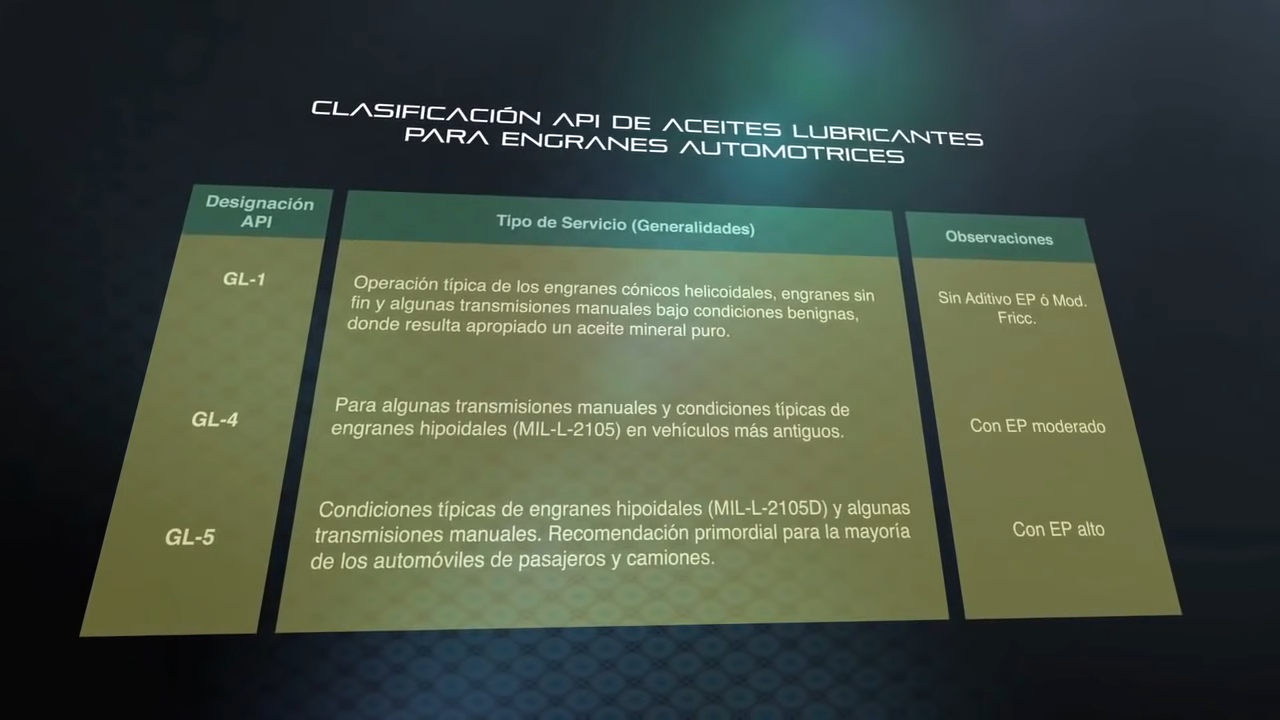 CLASIFICACIÓN API DE ACEITES LUBRICANTES
PARA ENGRANES AUTOMOTRICES
Designación
API
Tipo de Servicio (Generalidades)
Observaciones
GL-1
Operación típica de los engranes cónicos helicoidales, engranes sin
fin y algunas transmisiones manuales bajo condiciones benignas,
donde resulta apropiado un aceite mineral puro.
Sin Aditivo EP ó Mod.
Fricc.
GL-4
Para algunas transmisiones manuales y condiciones típicas de
engranes hipoidales (MIL-L-2105) en vehículos más antiguos.
Con EP moderado
GL-5
Condiciones típicas de engranes hipoidales (MIL-L-2105D) y algunas
transmisiones manuales. Recomendación primordial para la mayoría
de los automóviles de pasajeros y camiones.
Con EP alto